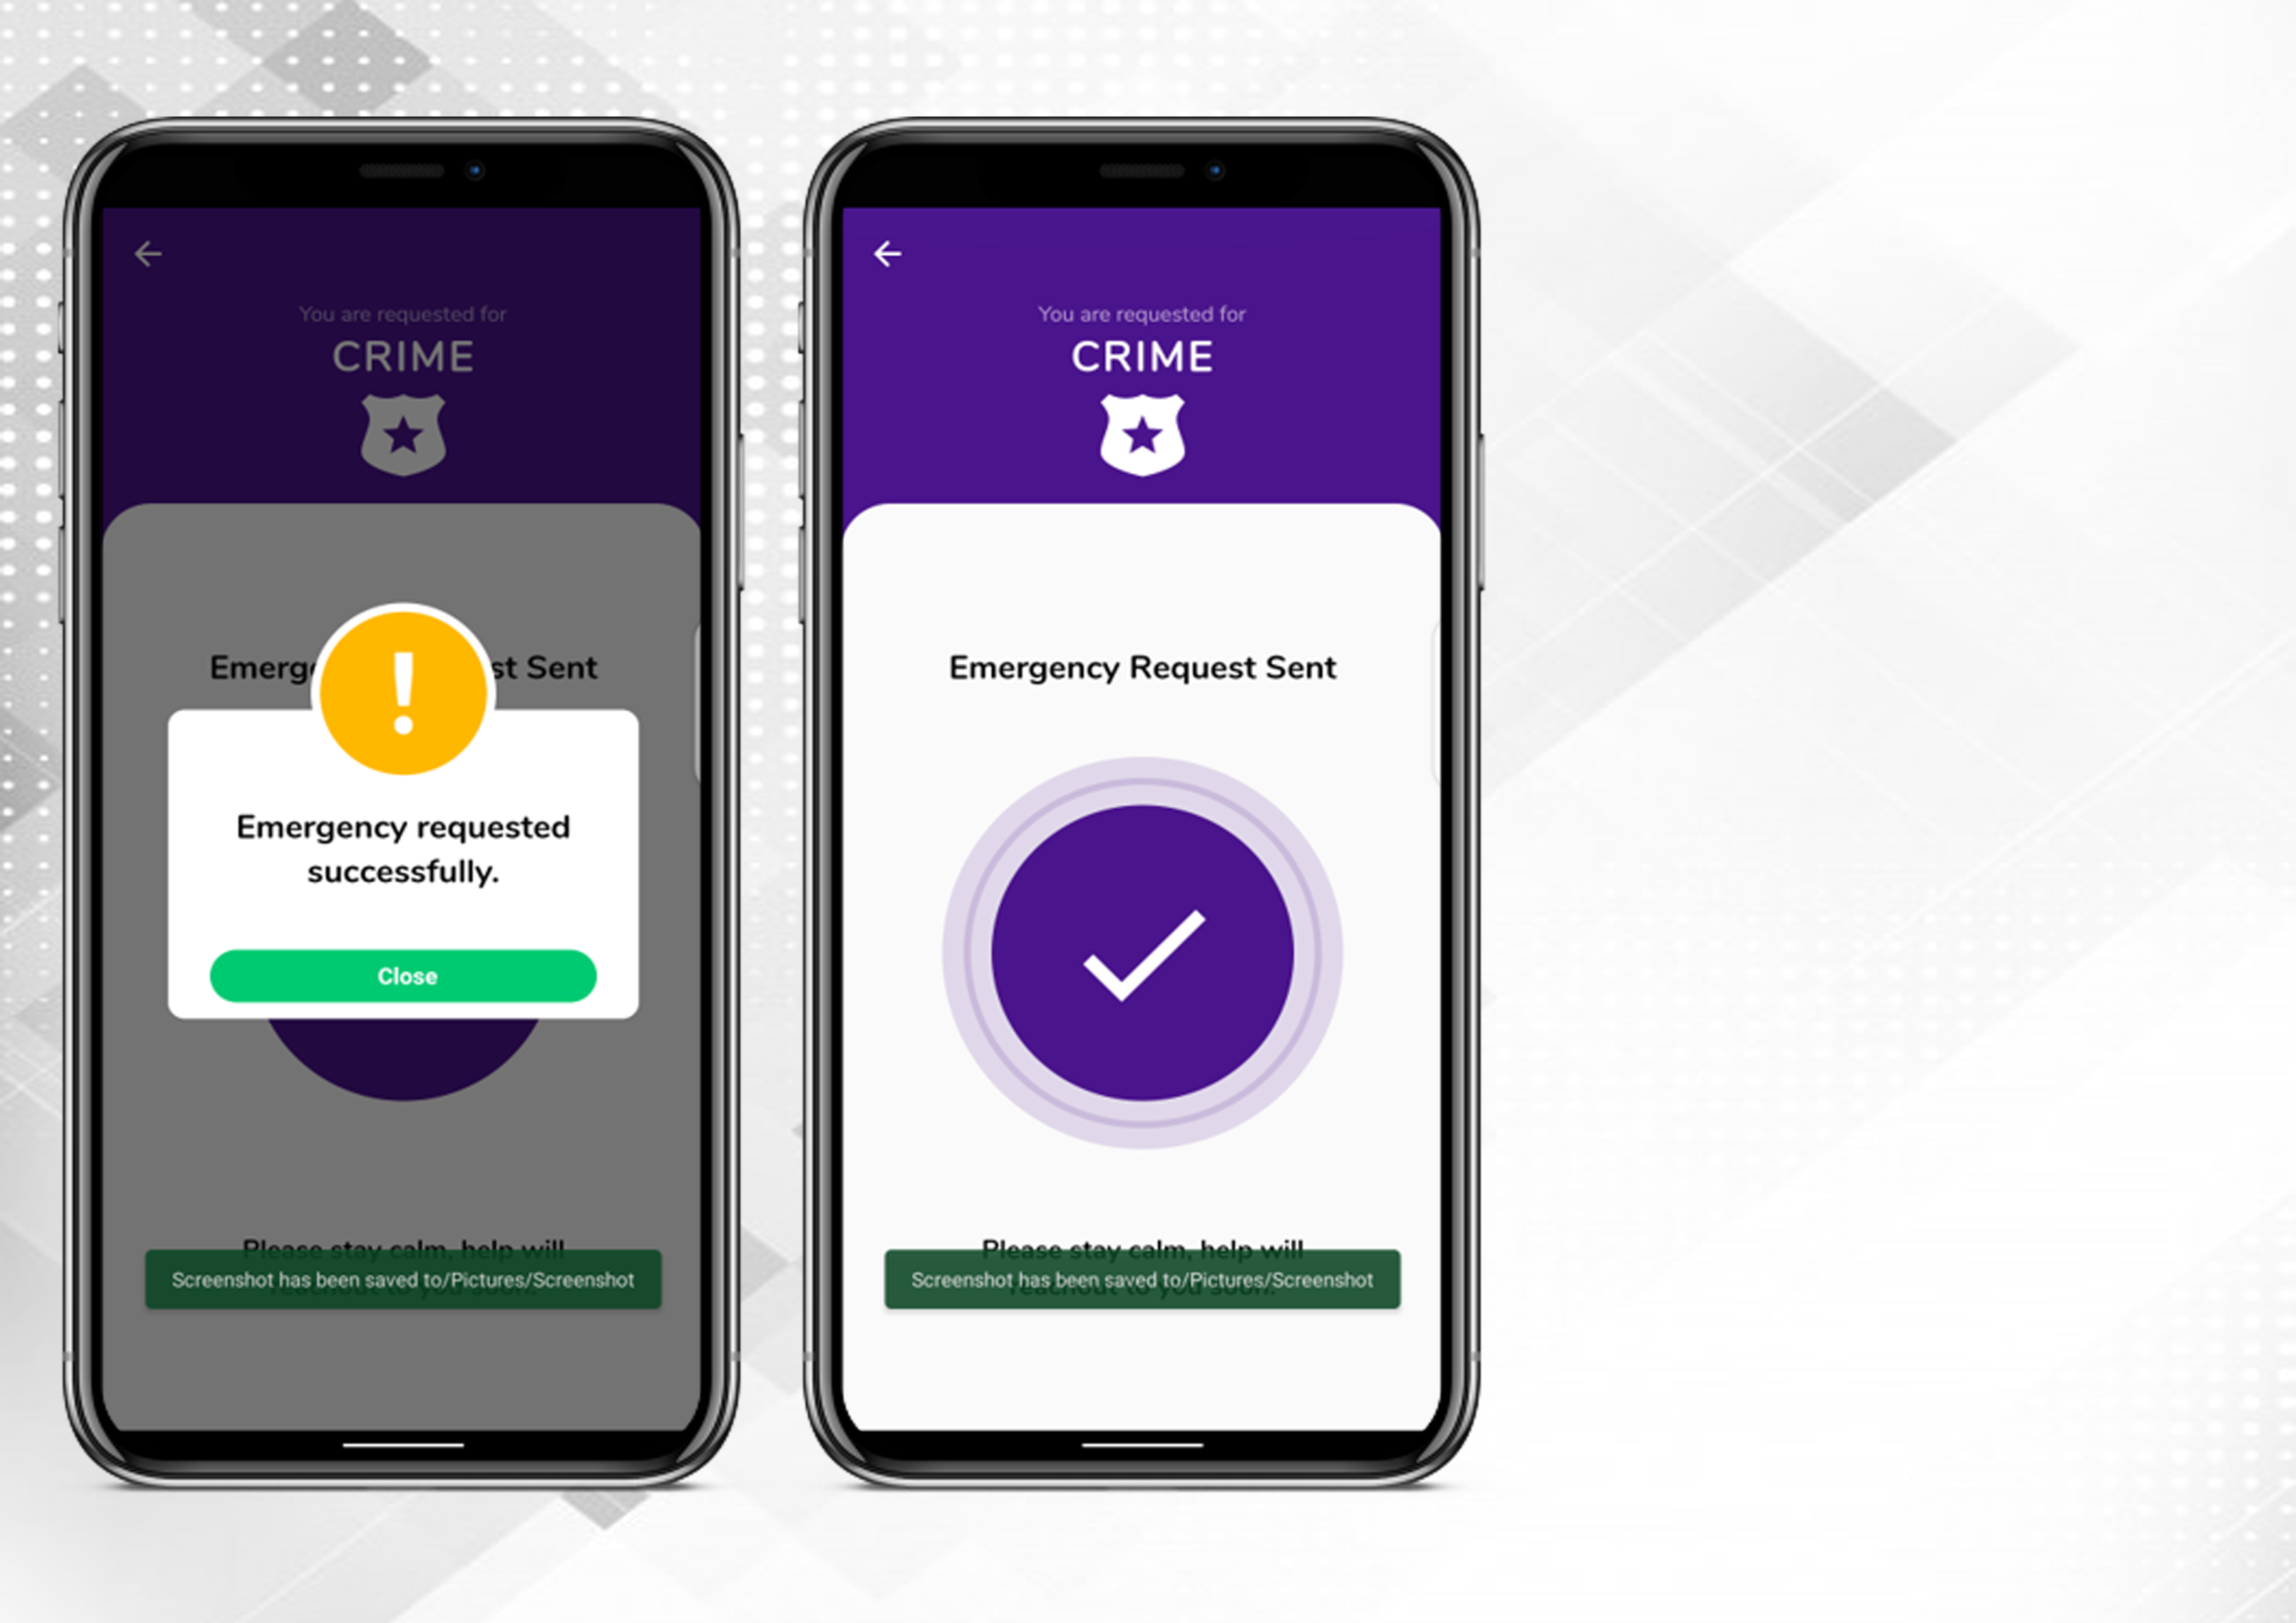 You are requested for
CRIME
Emerg st Sent
Emergency requested
successfully.
Close
Please stay calm, help will
Screenshot has been saved to/Pictures/Screenshot
reachout to you soon.
You are requested for
CRIME
Emergency Request Sent
Please stay calm, help will
Screenshot has been saved to/Pictures/Screenshot
reachout to you soon.